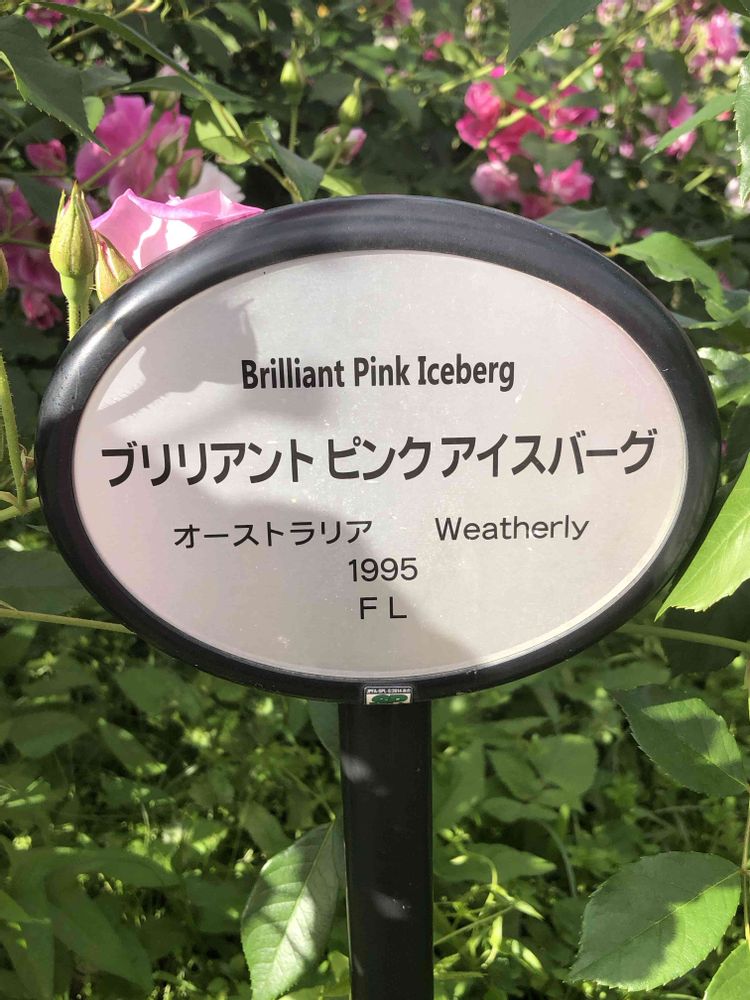 Brilliant Pink Iceberg
ブリリアント ピンク アイスバーグ
オーストラリア Weatherly
1995
F L